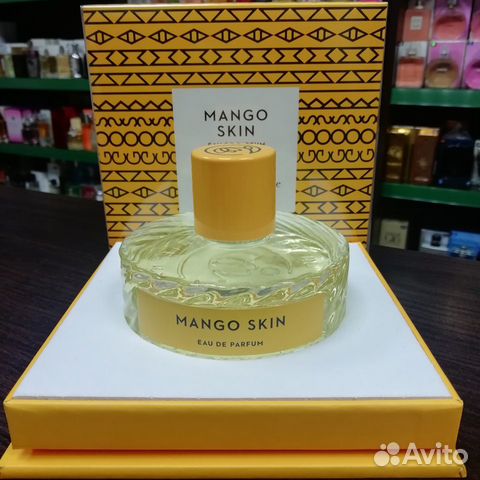 MANGO
SKIN
MANGO SKIN
EAU DE PARFUM
Avito